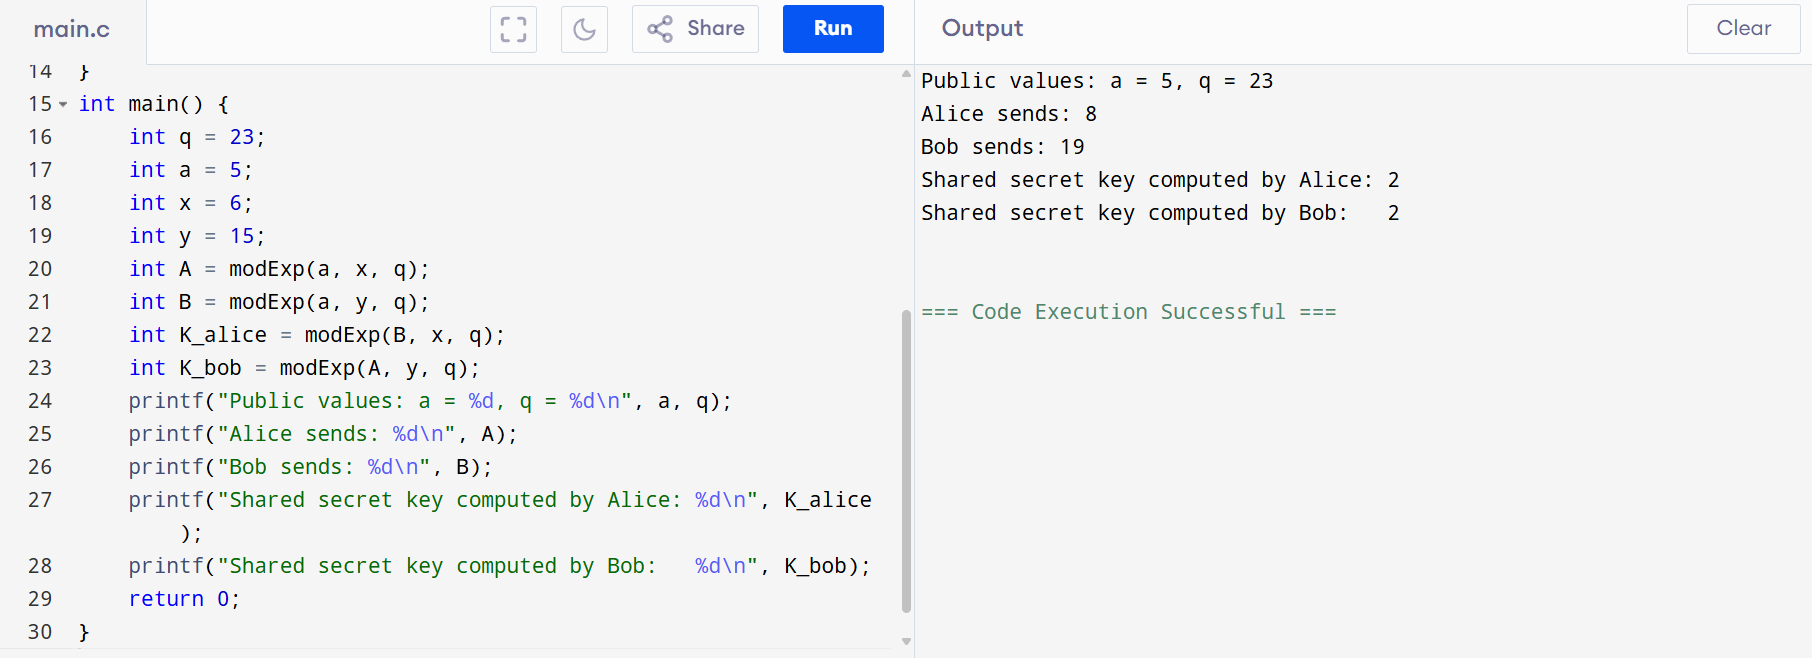 main.c
Share
Run
Output
Clear
14 }
15 int main() {
16     int q = 23;
17     int a = 5;
18     int x = 6;
19     int y = 15;
20     int A = modExp(a, x, q);
21     int B = modExp(a, y, q);
22     int K_alice = modExp(B, x, q);
23     int K_bob = modExp(A, y, q);
24     printf("Public values: a = %d, q = %d\n", a, q);
25     printf("Alice sends: %d\n", A);
26     printf("Bob sends: %d\n", B);
27     printf("Shared secret key computed by Alice: %d\n", K_alice
);
28     printf("Shared secret key computed by Bob:   %d\n", K_bob);
29     return 0;
30 }
Public values: a = 5, q = 23
Alice sends: 8
Bob sends: 19
Shared secret key computed by Alice: 2
Shared secret key computed by Bob:   2
=== Code Execution Successful ===